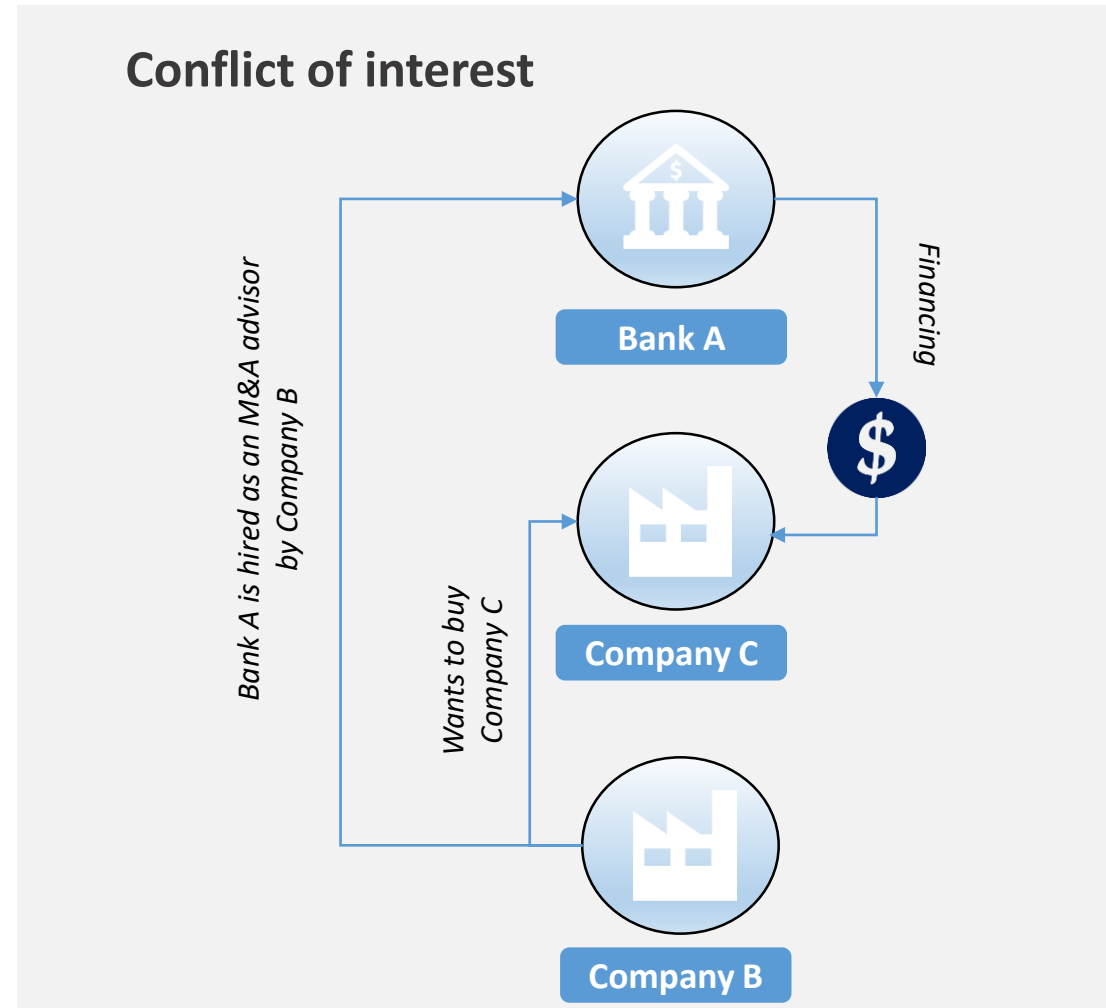 Conflict of interest
$
Bank A
Financing
$
Bank A is hired as an M&A advisor
by Company B
Wants to buy
Company C
Company C
Company B